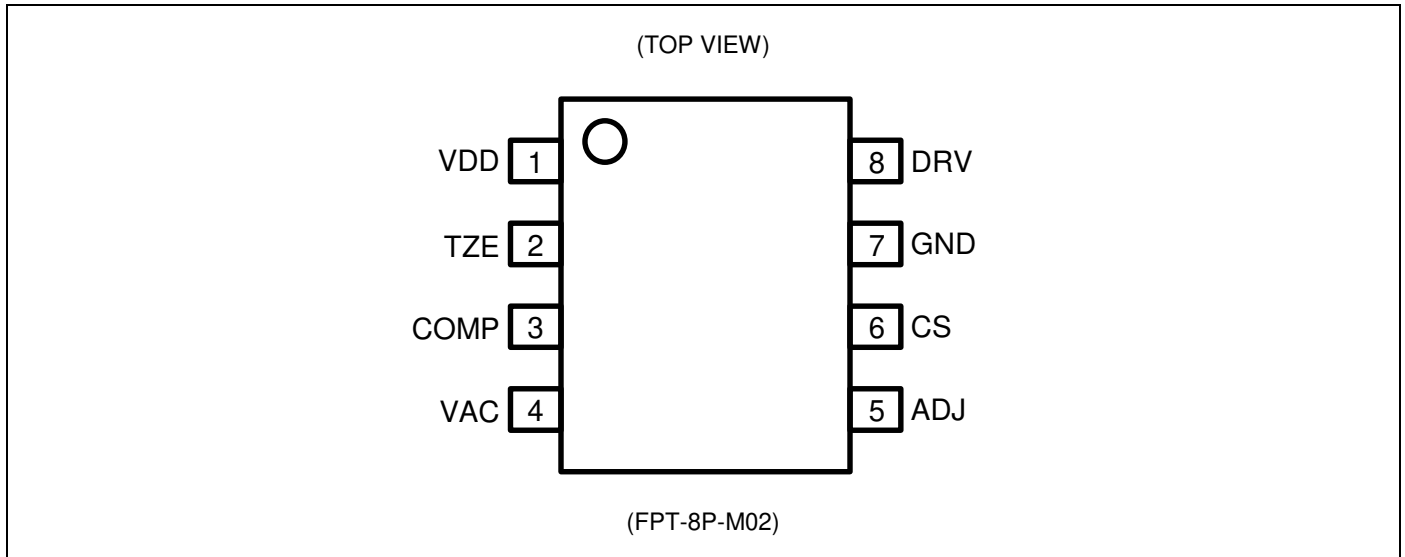 (TOP VIEW)
VDD 1 8 DRV
TZE 2 7 GND
COMP 3 6 CS
VAC 4 5 ADJ
(FPT-8P-M02)